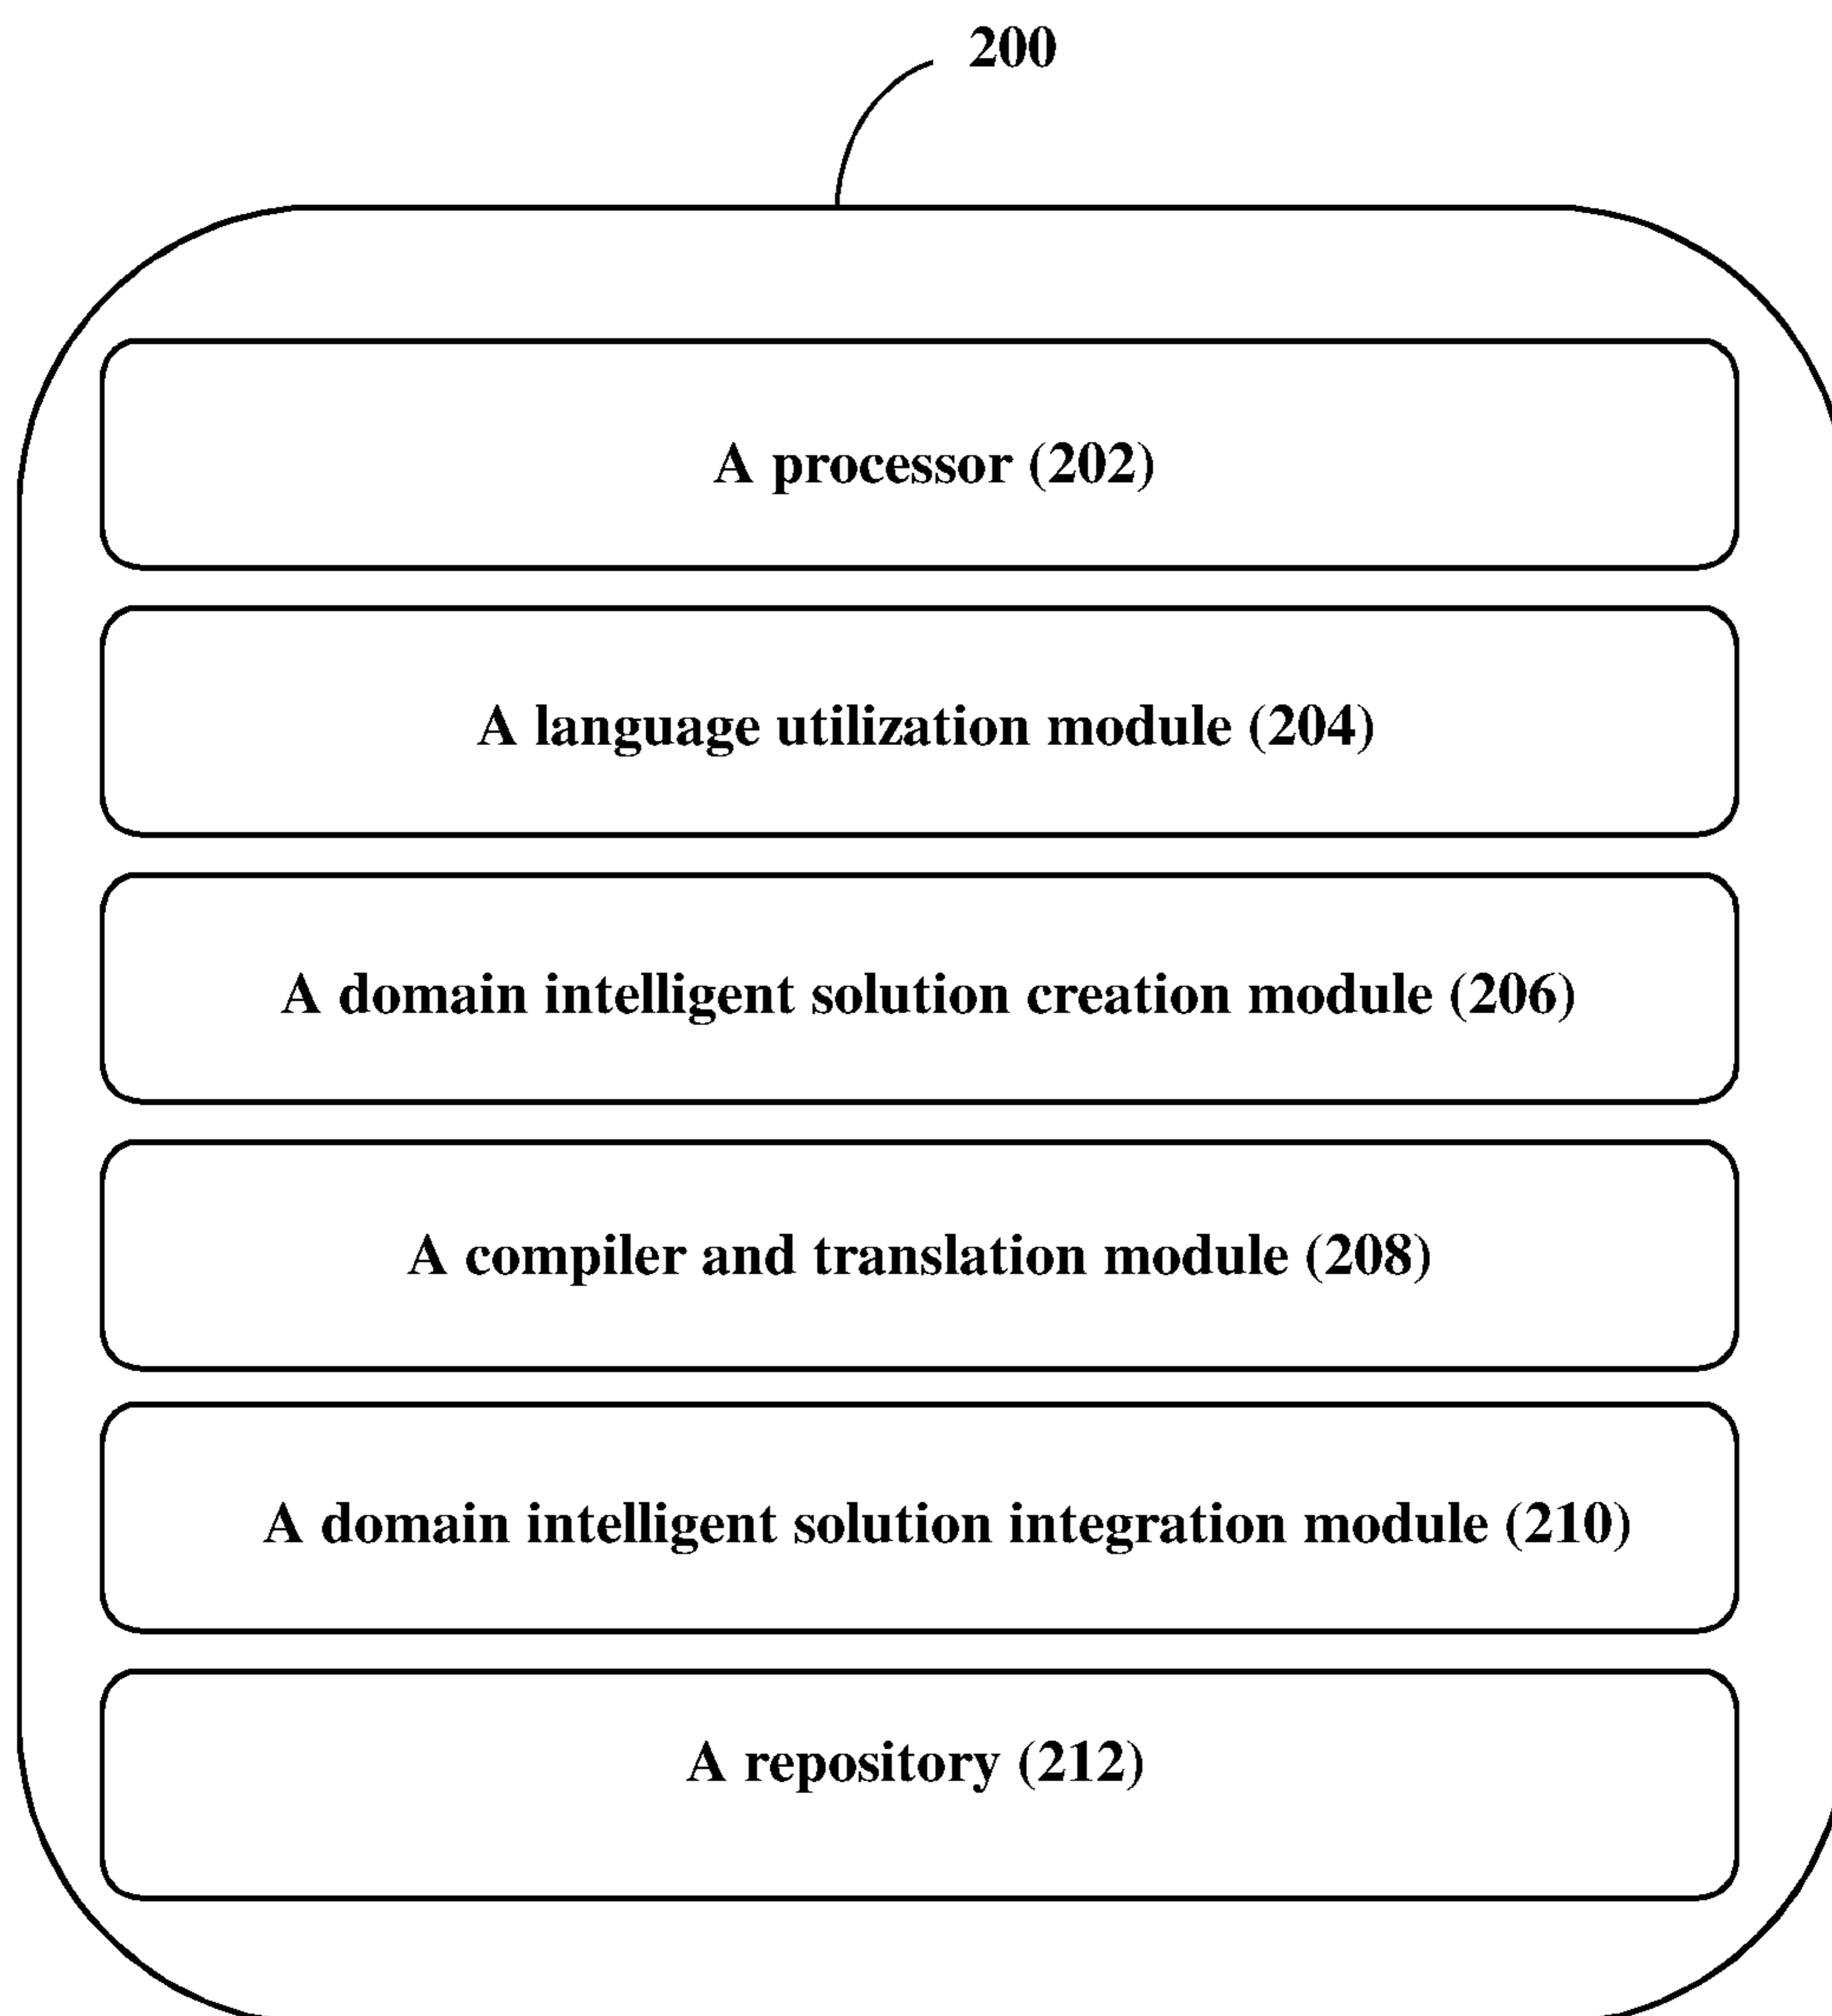 200
A processor (202)
A language utilization module (204)
A domain intelligent solution creation module (206)
A compiler and translation module (208)
A domain intelligent solution integration module (210)
A repository (212)